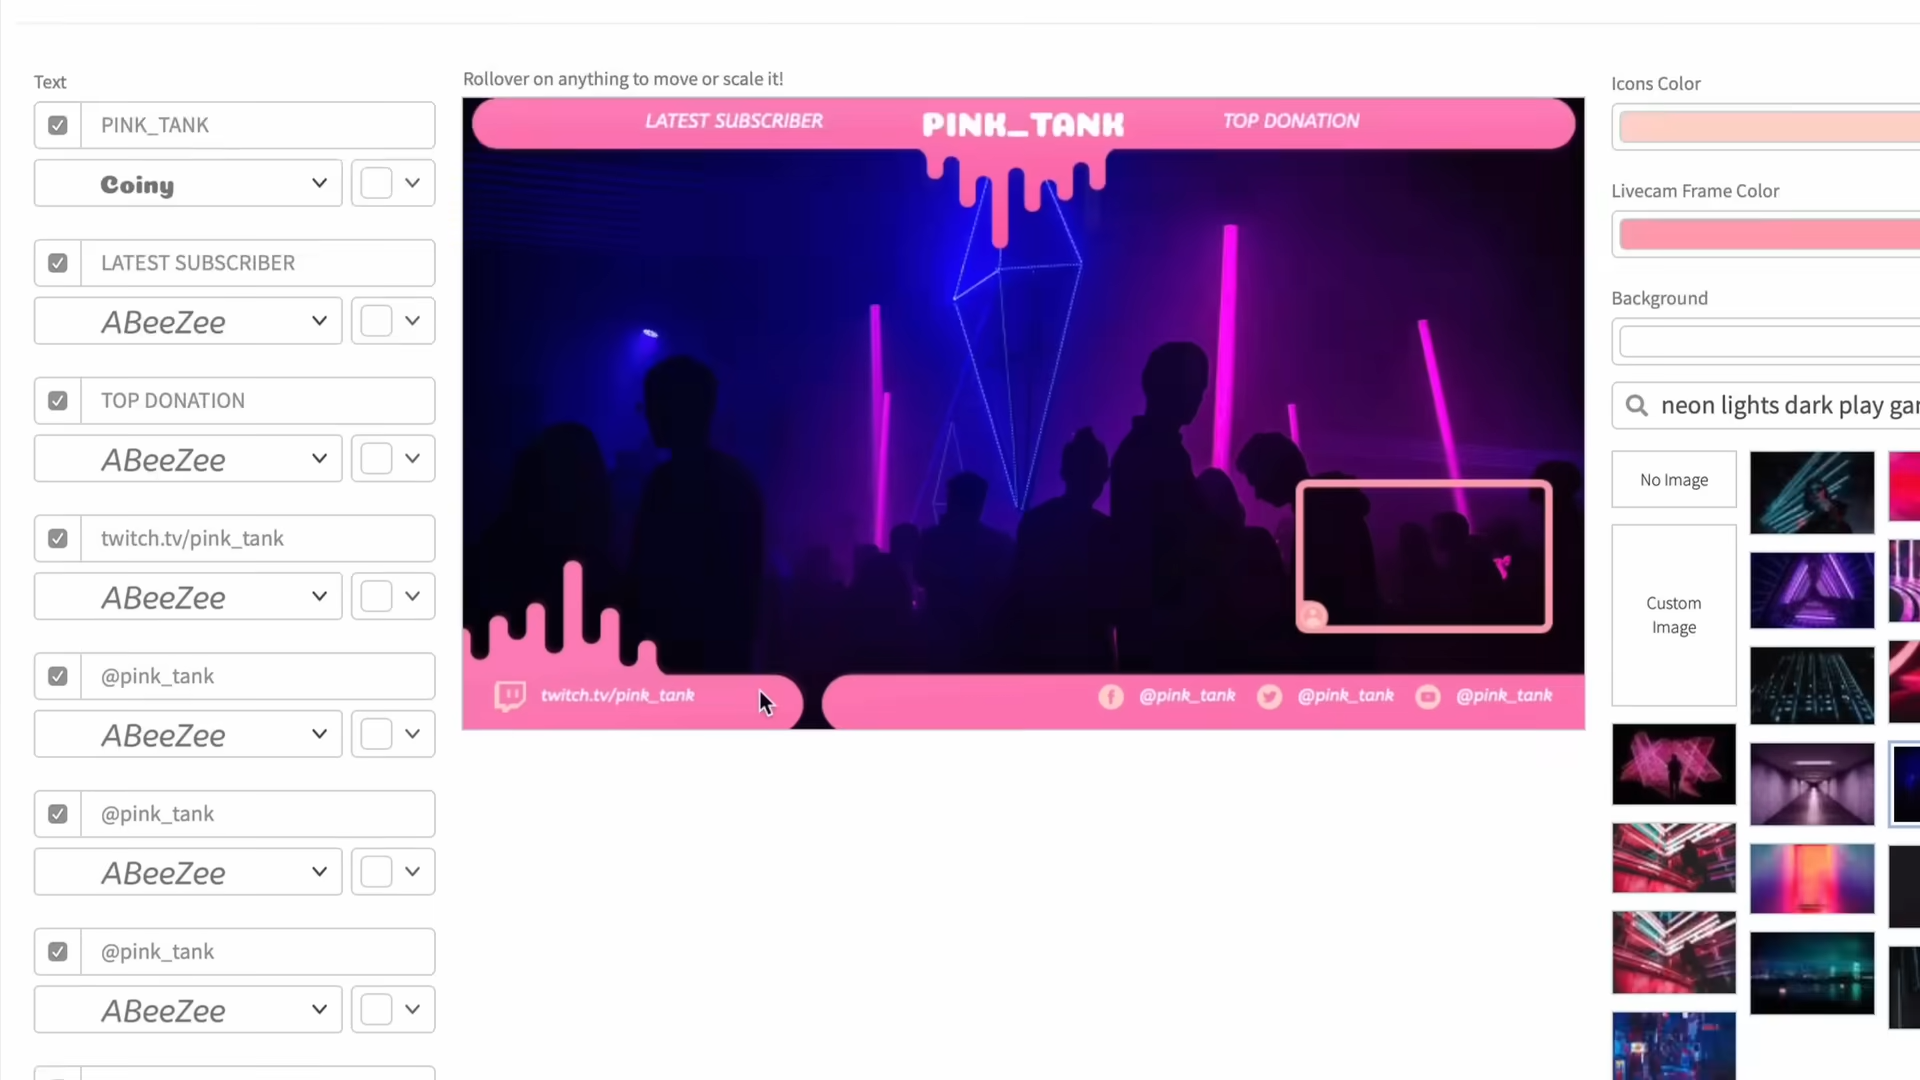 Text
PINK_TANK
Coiny
LATEST SUBSCRIBER
ABeeZee
TOP DONATION
ABeeZee
twitch.tv/pink_tank
ABeeZee
@pink_tank
ABeeZee
@pink_tank
ABeeZee
@pink_tank
ABeeZee
Rollover on anything to move or scale it!
LATEST SUBSCRIBER
PINK_TANK
TOP DONATION
twitch.tv/pink_tank
@pink_tank
@pink_tank
@pink_tank
Icons Color
Livecam Frame Color
Background
neon lights dark play
No Image
Custom
Image